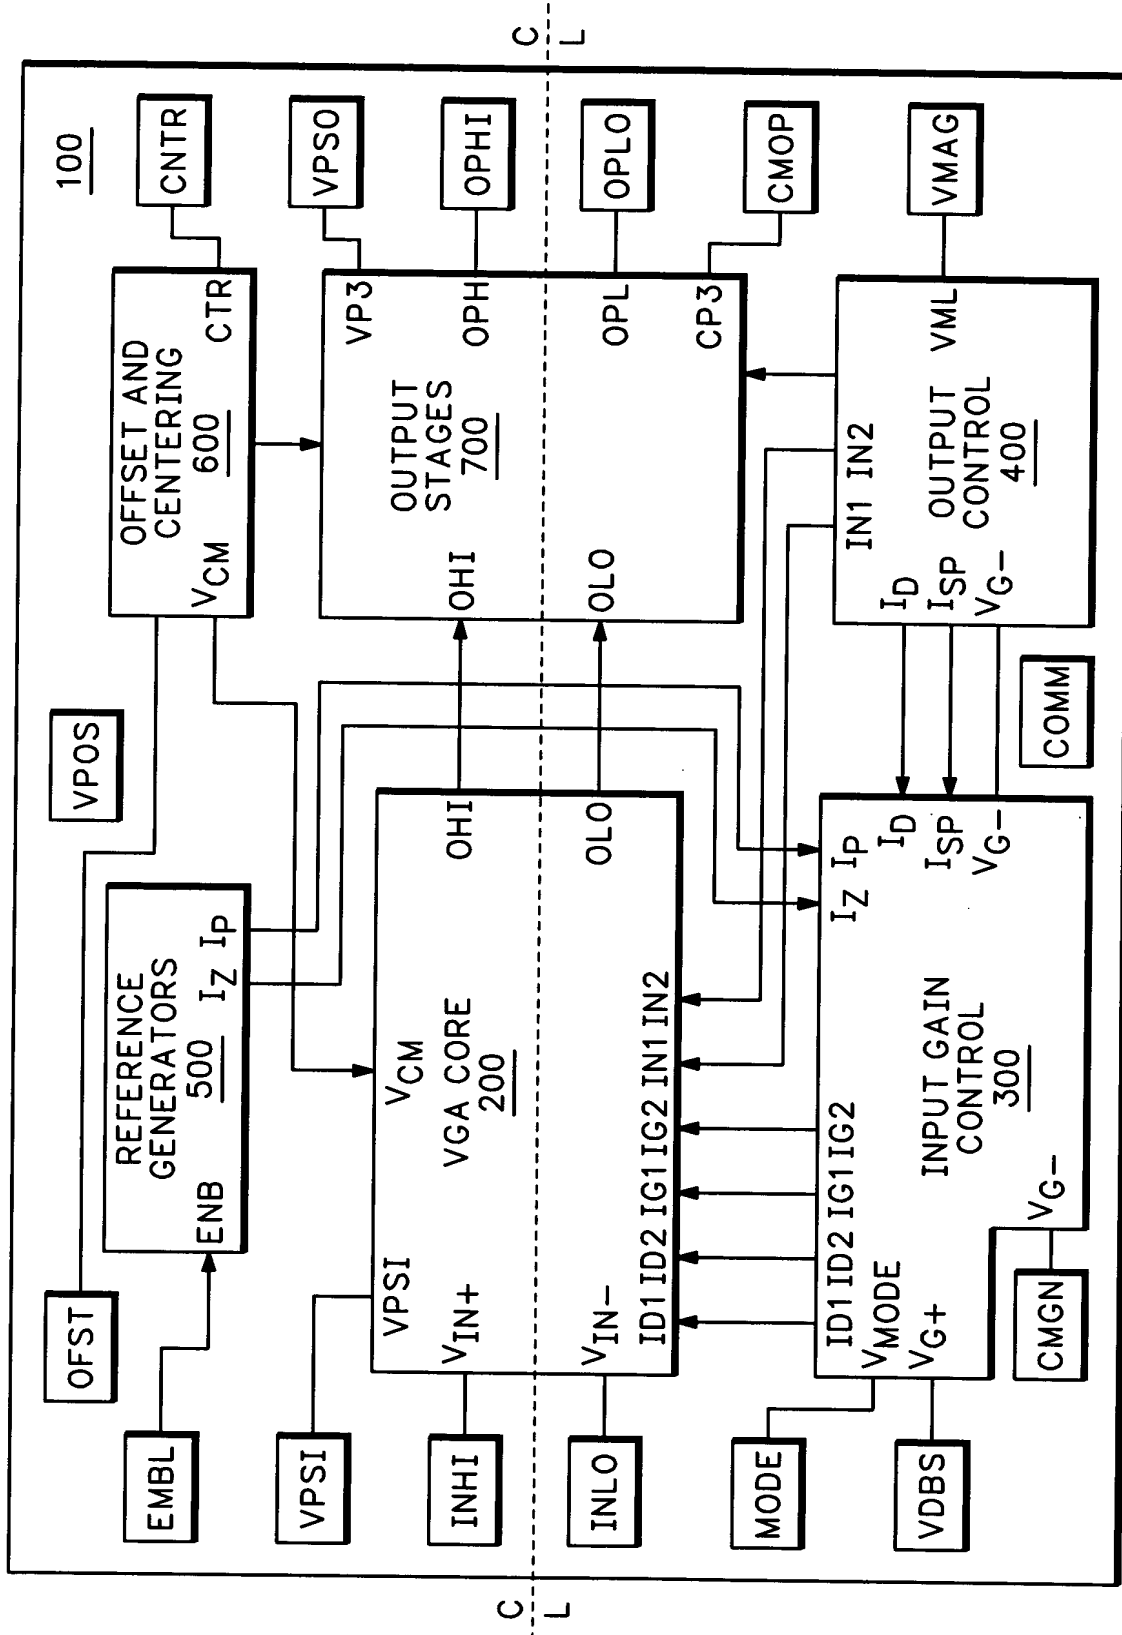 100
C
L
C
L
OFST
VPOS
CNTR
EMBL
ENB
REFERENCE
GENERATORS
500
IZ
IP
OFFSET AND
CENTERING
600
VCM
CTR
VPSI
VPSI
VCM
VPSO
VP3
INHI
VIN+
VGA CORE
200
OHI
OHI
OUTPUT
STAGES
700
OPH
OPHI
INLO
VIN-
OLO
OLO
OPL
OPLO
ID1
ID2
IG1
IG2
IN1
IN2
CP3
CMOP
MODE
VMODE
ID1
ID2
IG1
IG2
IZ
IP
IN1
IN2
VDBS
VG+
INPUT GAIN
CONTROL
300
ID
ISP
VG-
ID
ISP
VG-
OUTPUT
CONTROL
400
VML
VMAG
CMGN
VG-
COMM